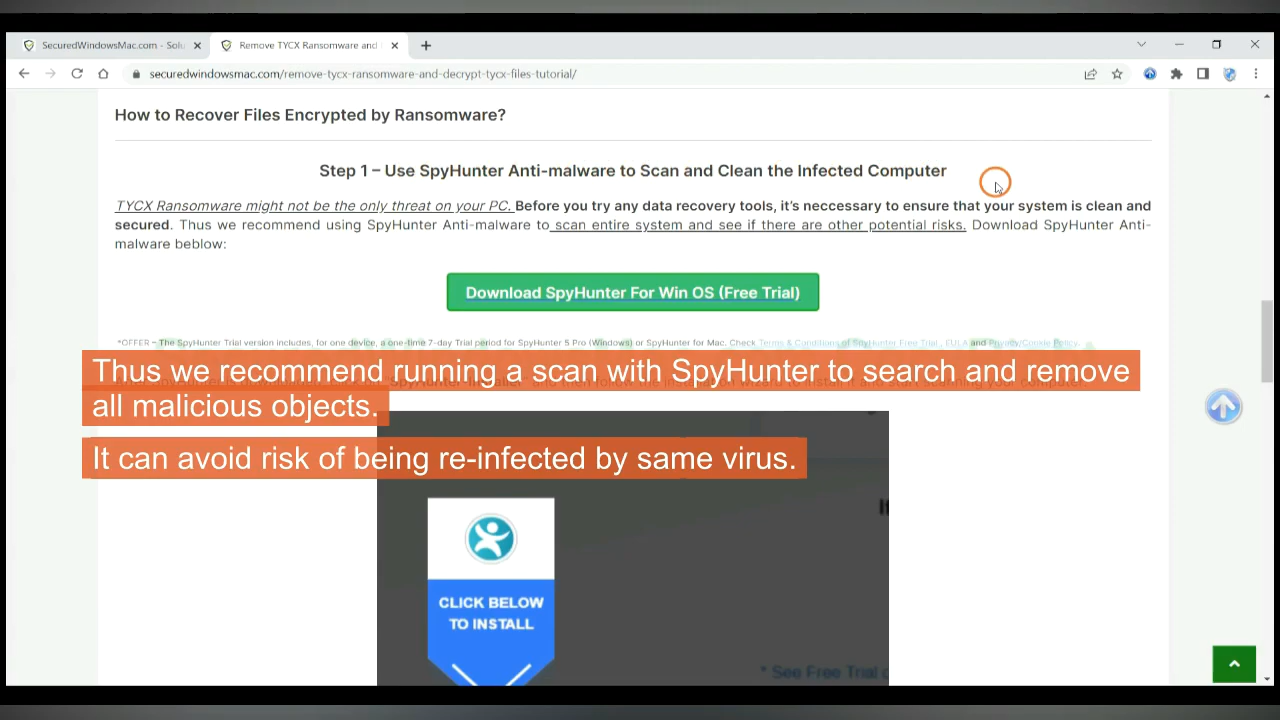 SecuredWindowsMac.com - Solu
Remove TYCX Ransomware and
securedwindowsmac.com/remove-tycx-ransomware-and-decrypt-tycx-files-tutorial/
How to Recover Files Encrypted by Ransomware?
Step 1 – Use SpyHunter Anti-malware to Scan and Clean the Infected Computer
TYCX Ransomware might not be the only threat on your PC. Before you try any data recovery tools, it's neccessary to ensure that your system is clean and
secured. Thus we recommend using SpyHunter Anti-malware to scan entire system and see if there are other potential risks. Download SpyHunter Anti-
malware beblow:
Download SpyHunter For Win OS (Free Trial)
*OFFER – The SpyHunter Trial version includes, for one device, a one-time 7-day Trial period for SpyHunter 5 Pro (Windows) or SpyHunter for Mac. Check Terms & Conditions of SpyHunter Free Trial, EULA and Privacy/Cookie Policy.
Thus we recommend running a scan with SpyHunter to search and remove
all malicious objects.
It can avoid risk of being re-infected by same virus.
CLICK BELOW
TO INSTALL
* See Free Trial